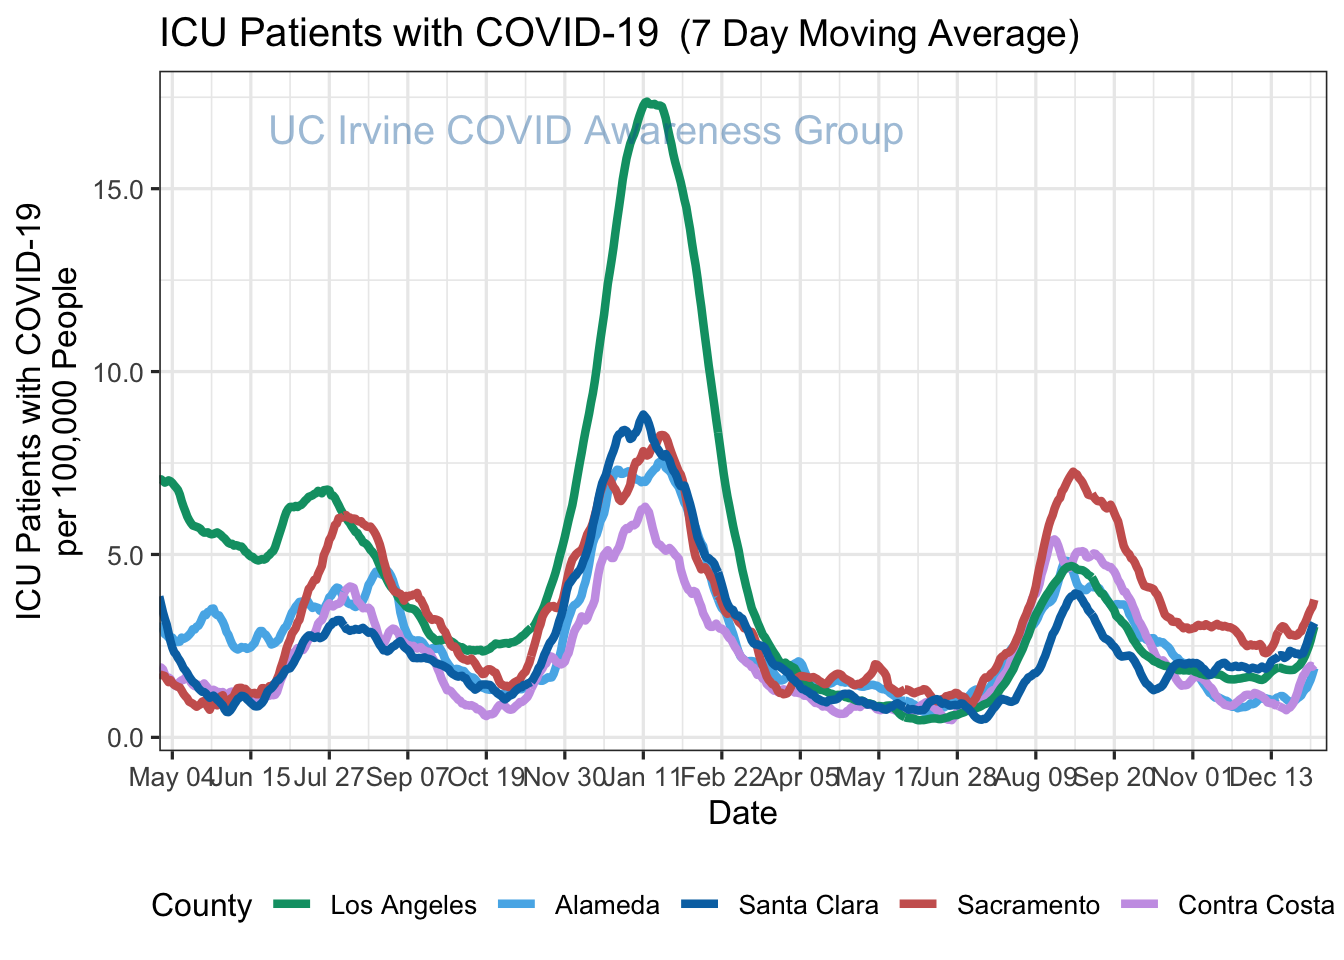 ICU Patients with COVID-19 (7 Day Moving Average)
UC Irvine COVID Awareness Group
ICU Patients with COVID-19
per 100,000 People
15.0
10.0
5.0
0.0
May 04 Jun 15 Jul 27 Sep 07 Oct 19 Nov 30 Jan 11 Feb 22 Apr 05 May 17 Jun 28 Aug 09 Sep 20 Nov 01 Dec 13
Date
County Los Angeles Alameda Santa Clara Sacramento Contra Costa